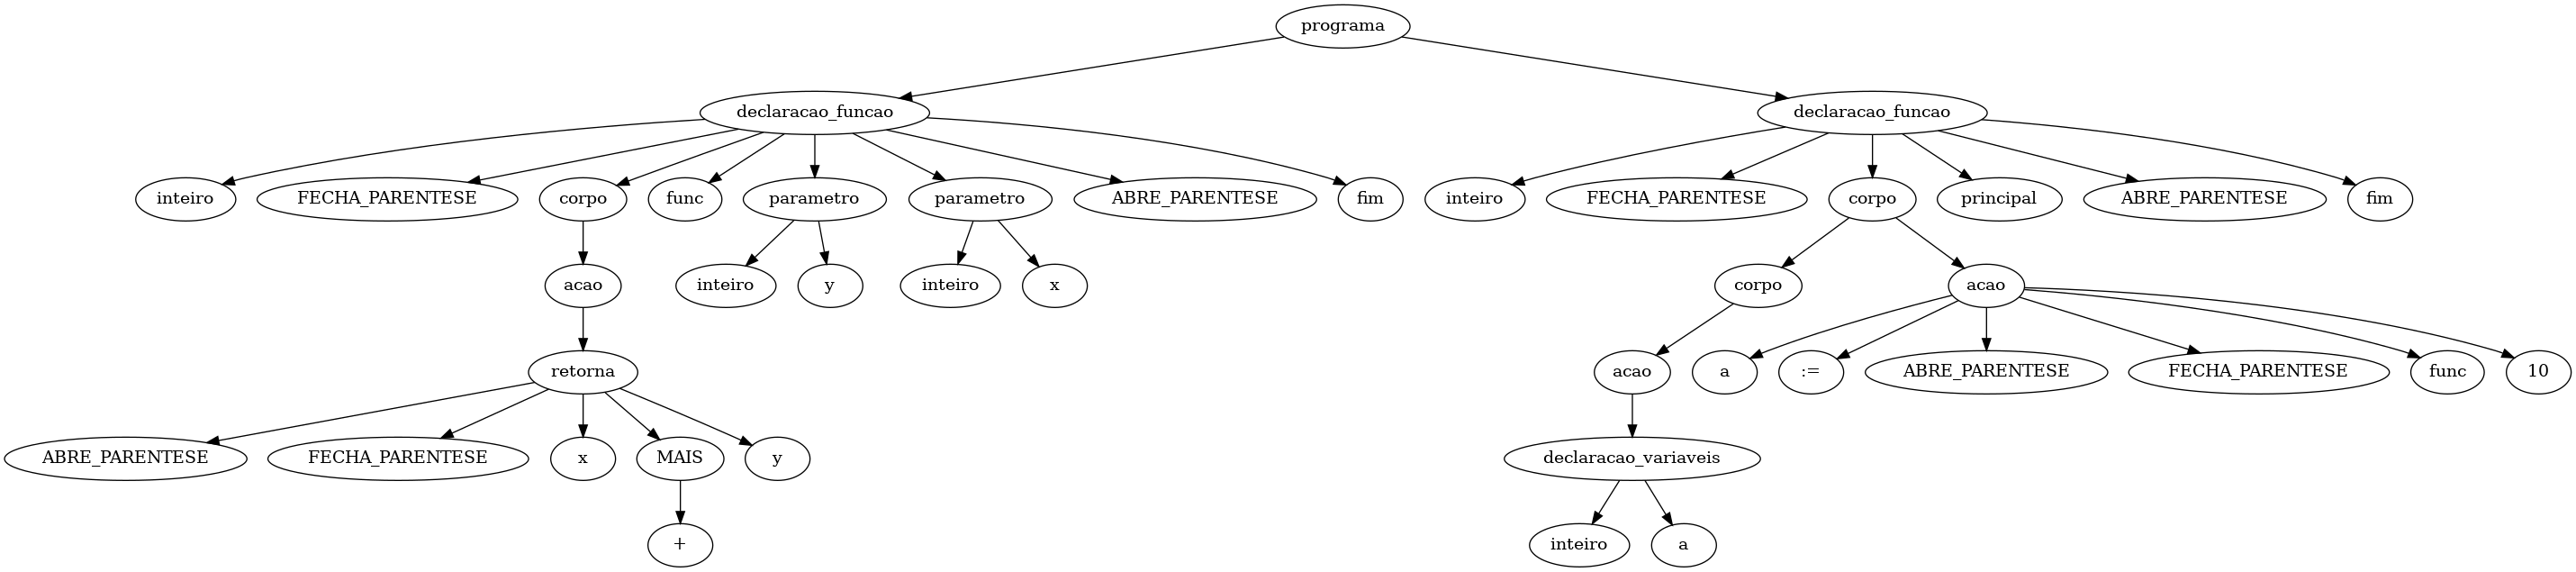 programa
declaracao_funcao
declaracao_funcao
inteiro
FECHA_PARENTESE
corpo
func
parametro
parametro
ABRE_PARENTESE
fim
inteiro
FECHA_PARENTESE
corpo
principal
ABRE_PARENTESE
fim
acao
inteiro
y
inteiro
x
corpo
acao
retorna
acao
a
:=
ABRE_PARENTESE
FECHA_PARENTESE
func
10
ABRE_PARENTESE
FECHA_PARENTESE
x
MAIS
y
declaracao_variaveis
+
inteiro
a